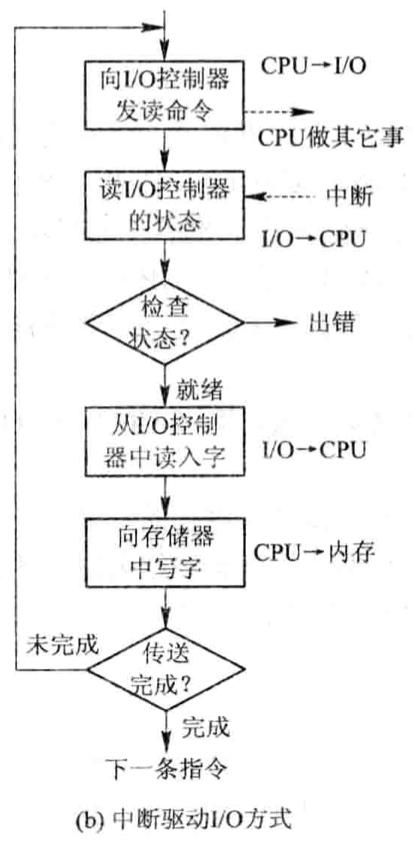 CPU→I/O
向I/O控制器
发读命令
CPU做其它事
读I/O控制器
的状态
中断
I/O→CPU
检查
状态?
出错
就绪
从I/O控制
器中读入字
I/O→CPU
向存储器
中写字
CPU→内存
未完成
传送
完成?
完成
下一条指令
(b) 中断驱动I/O方式